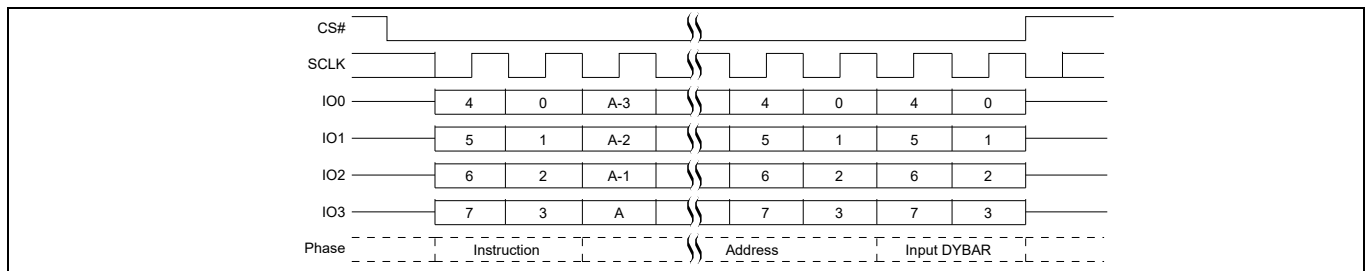 CS#
SCLK
IO0 4 0 A-3 4 0 4 0
IO1 5 1 A-2 5 1 5 1
IO2 6 2 A-1 6 2 6 2
IO3 7 3 A 7 3 7 3
Phase Instruction Address Input DYBAR